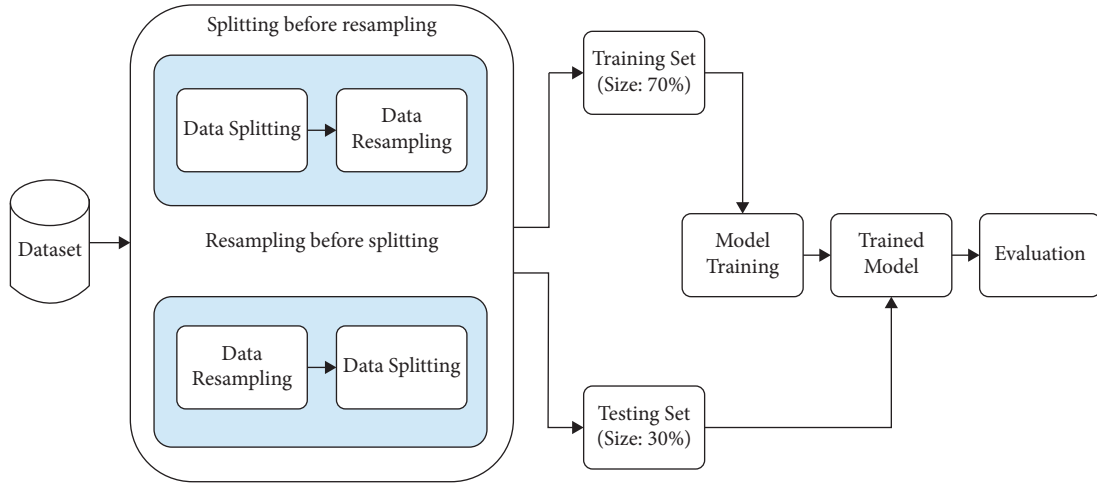 Dataset
Splitting before resampling
Data Splitting
Data
Resampling
Resampling before splitting
Data
Resampling
Data Splitting
Training Set
(Size: 70%)
Testing Set
(Size: 30%)
Model
Training
Trained
Model
Evaluation